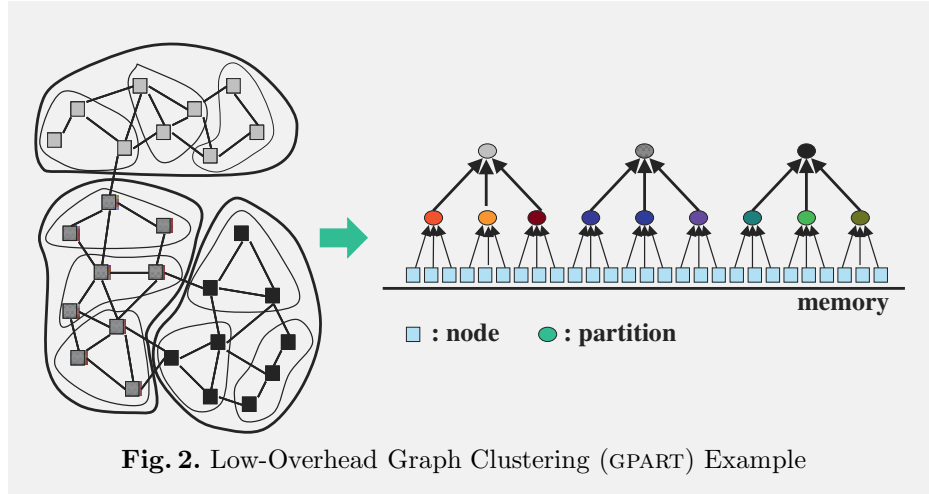 memory
: node : partition
Fig. 2. Low-Overhead Graph Clustering (GPART) Example